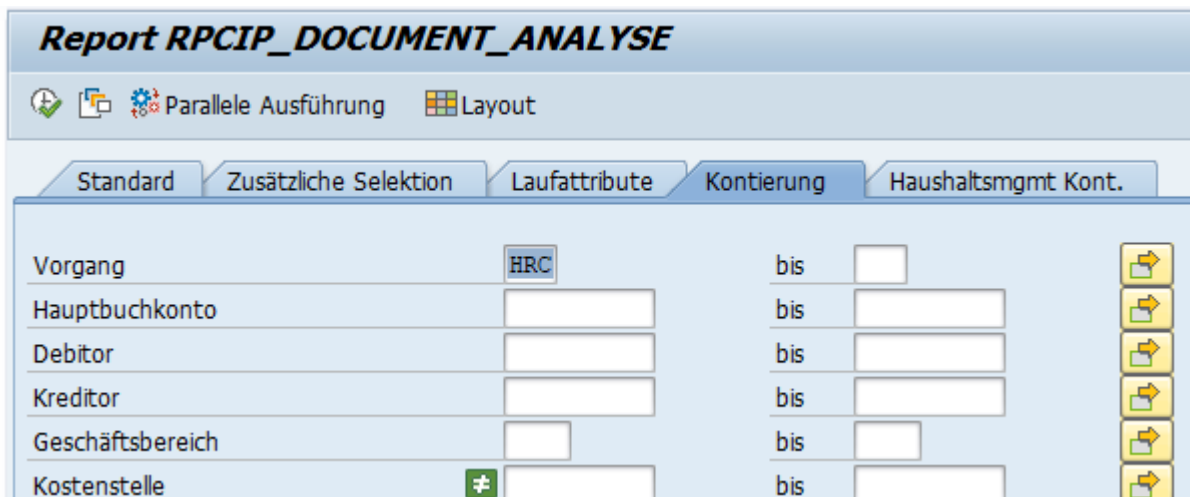 Report RPCIP_DOCUMENT_ANALYSE
Parallele Ausführung Layout
Standard Zusätzliche Selektion Laufattribute Kontierung Haushaltsmgmt Kont.
Vorgang HRC bis
Hauptbuchkonto bis
Debitor bis
Kreditor bis
Geschäftsbereich bis
Kostenstelle bis